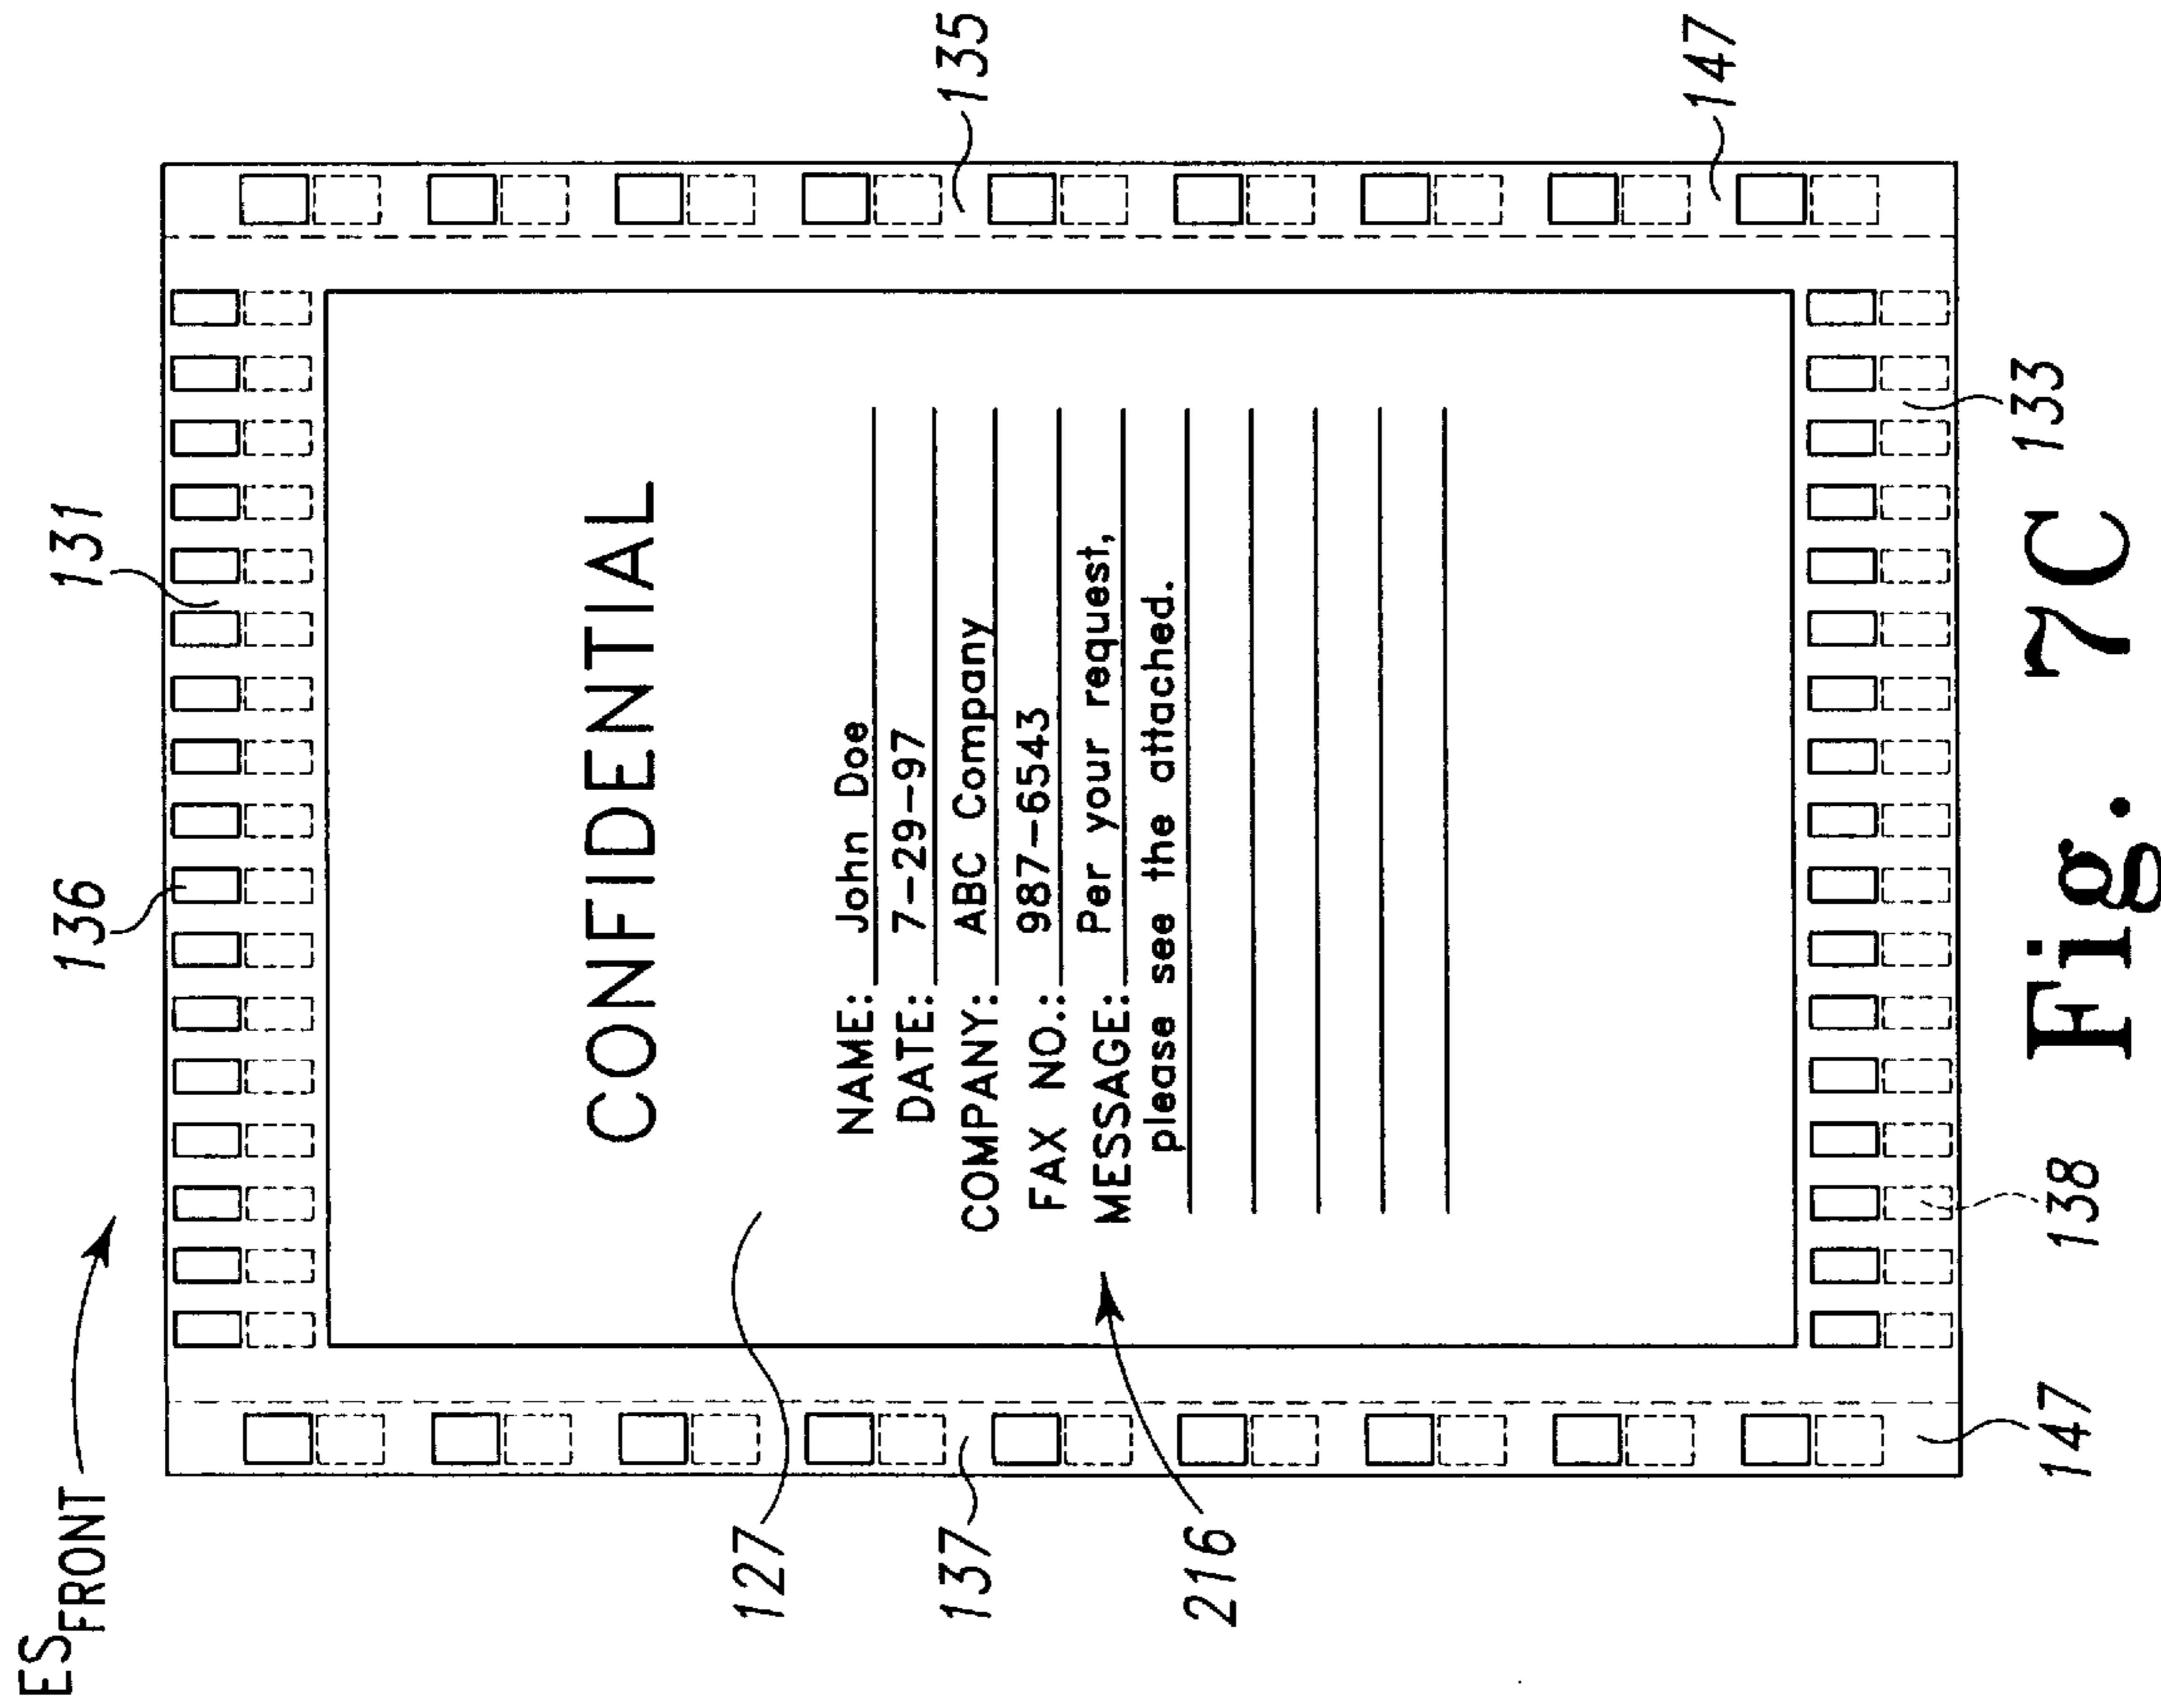 ES FRONT
136
131
127
137
216
135
147
CONFIDENTIAL
NAME: John Doe
DATE: 7-29-97
COMPANY: ABC Company
FAX NO.: 987-6543
MESSAGE: Per your request,
please see the attached.
147
138
133
Fig. 7C